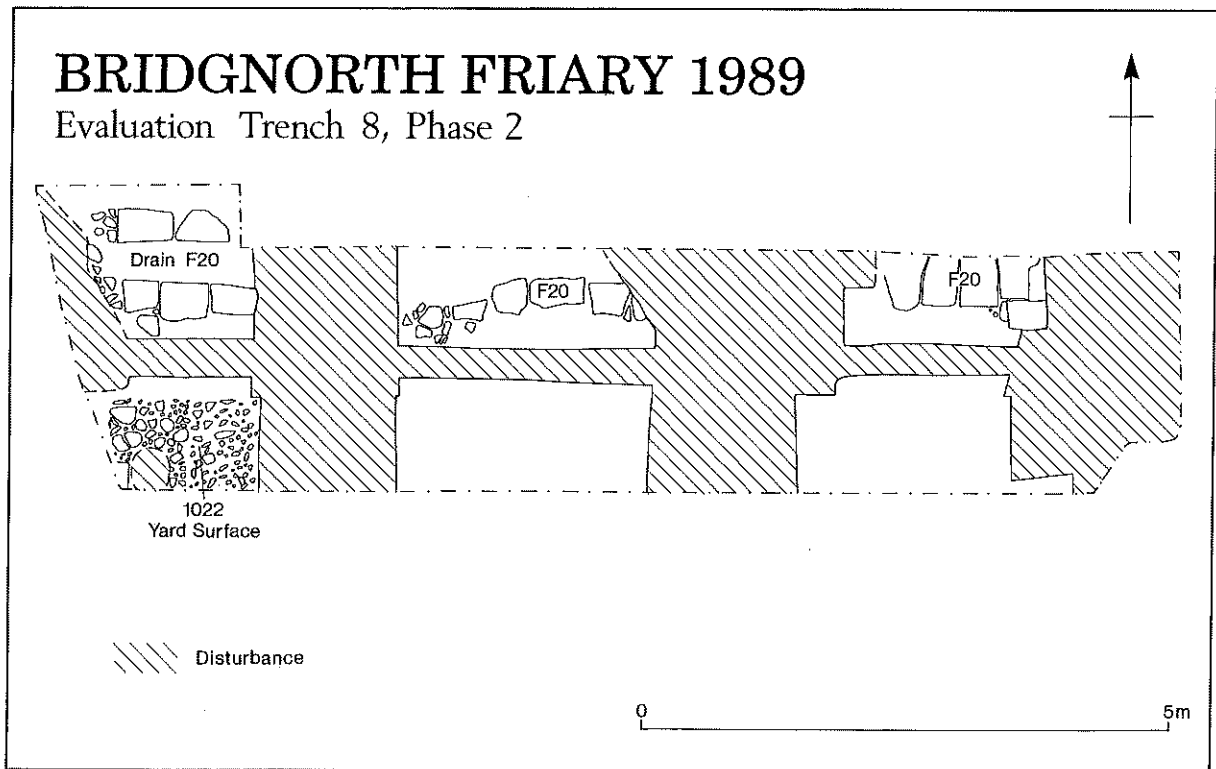 BRIDGNORTH FRIARY 1989
Evaluation Trench 8, Phase 2
Drain F20
F20
F20
1022
Yard Surface
Disturbance
0 5m